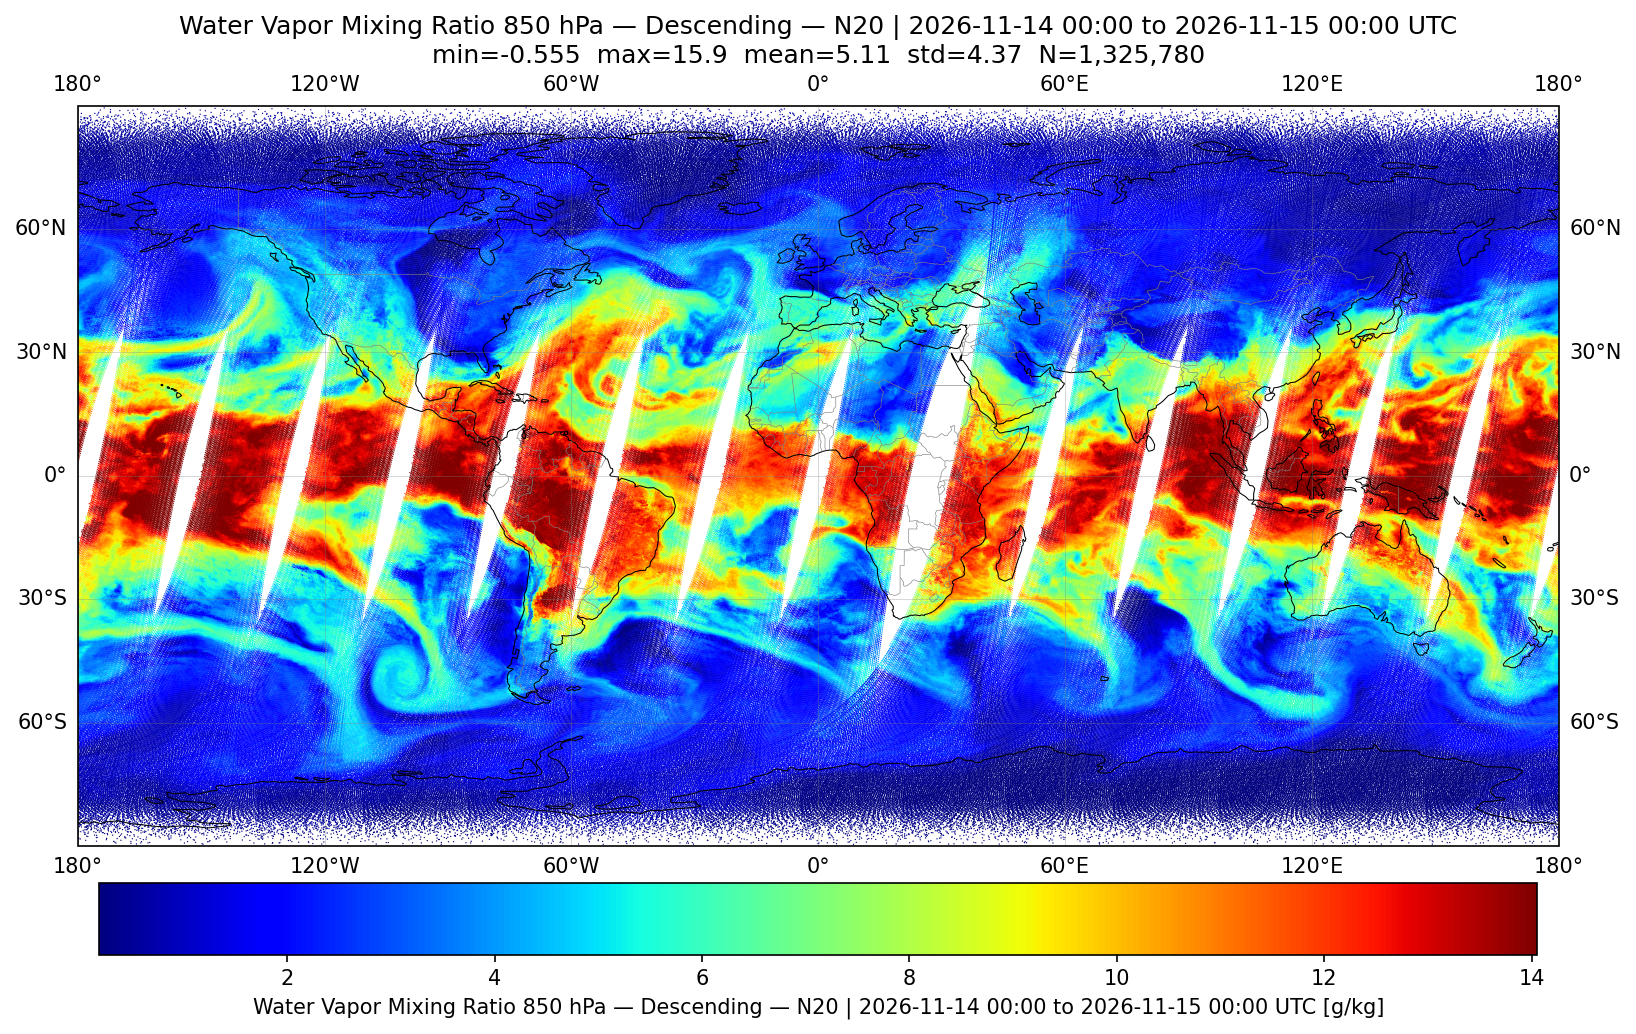 Water Vapor Mixing Ratio 850 hPa — Descending — N20 | 2026-11-14 00:00 to 2026-11-15 00:00 UTC
min=-0.555  max=15.9  mean=5.11  std=4.37  N=1,325,780
180° 120°W 60°W 0° 60°E 120°E 180°
60°N 60°N
30°N 30°N
0° 0°
30°S 30°S
60°S 60°S
180° 120°W 60°W 0° 60°E 120°E 180°
2 4 6 8 10 12 14
Water Vapor Mixing Ratio 850 hPa — Descending — N20 | 2026-11-14 00:00 to 2026-11-15 00:00 UTC [g/kg]